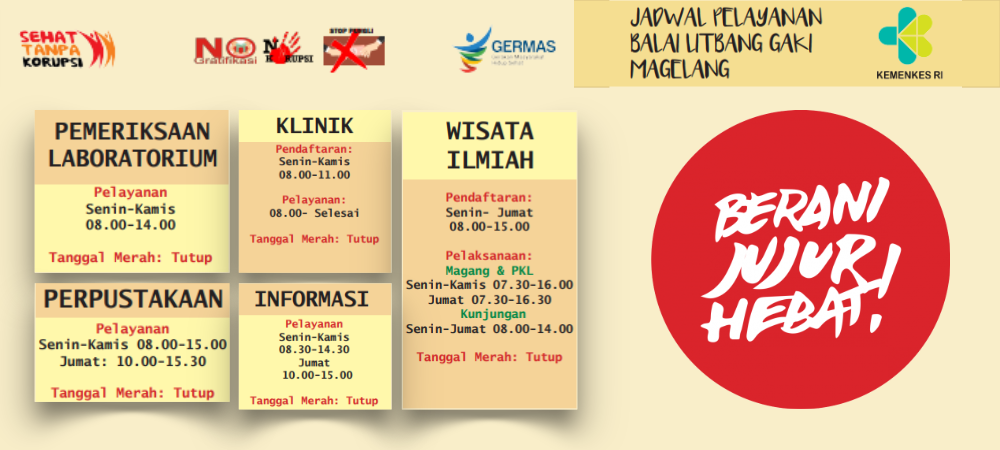 SEHAT
TANPA
KORUPSI
NO
Gratifikasi
STOP PUNGLI
GERMAS
JADWAL PELAYANAN
BALAI LITBANG GAKI
MAGELANG
KEMENKES RI
PEMERIKSAAN
LABORATORIUM
Pelayanan
Senin-Kamis
08.00-14.00
Tanggal Merah: Tutup
KLINIK
Pendaftaran:
Senin-Kamis
08.00-11.00
Pelayanan:
08.00- Selesai
Tanggal Merah: Tutup
WISATA
ILMIAH
Pendaftaran:
Senin- Jumat
08.00-15.00
Pelaksanaan:
Magang & PKL
Senin-Kamis 07.30-16.00
Jumat 07.30-16.30
Kunjungan
Senin-Jumat 08.00-14.00
Tanggal Merah: Tutup
PERPUSTAKAAN
Pelayanan
Senin-Kamis 08.00-15.00
Jumat: 10.00-15.30
Tanggal Merah: Tutup
INFORMASI
Pelayanan
Senin-Kamis
08.30-14.30
Jumat
10.00-15.00
Tanggal Merah: Tutup
BERANI
JUJUR
HEBAT!